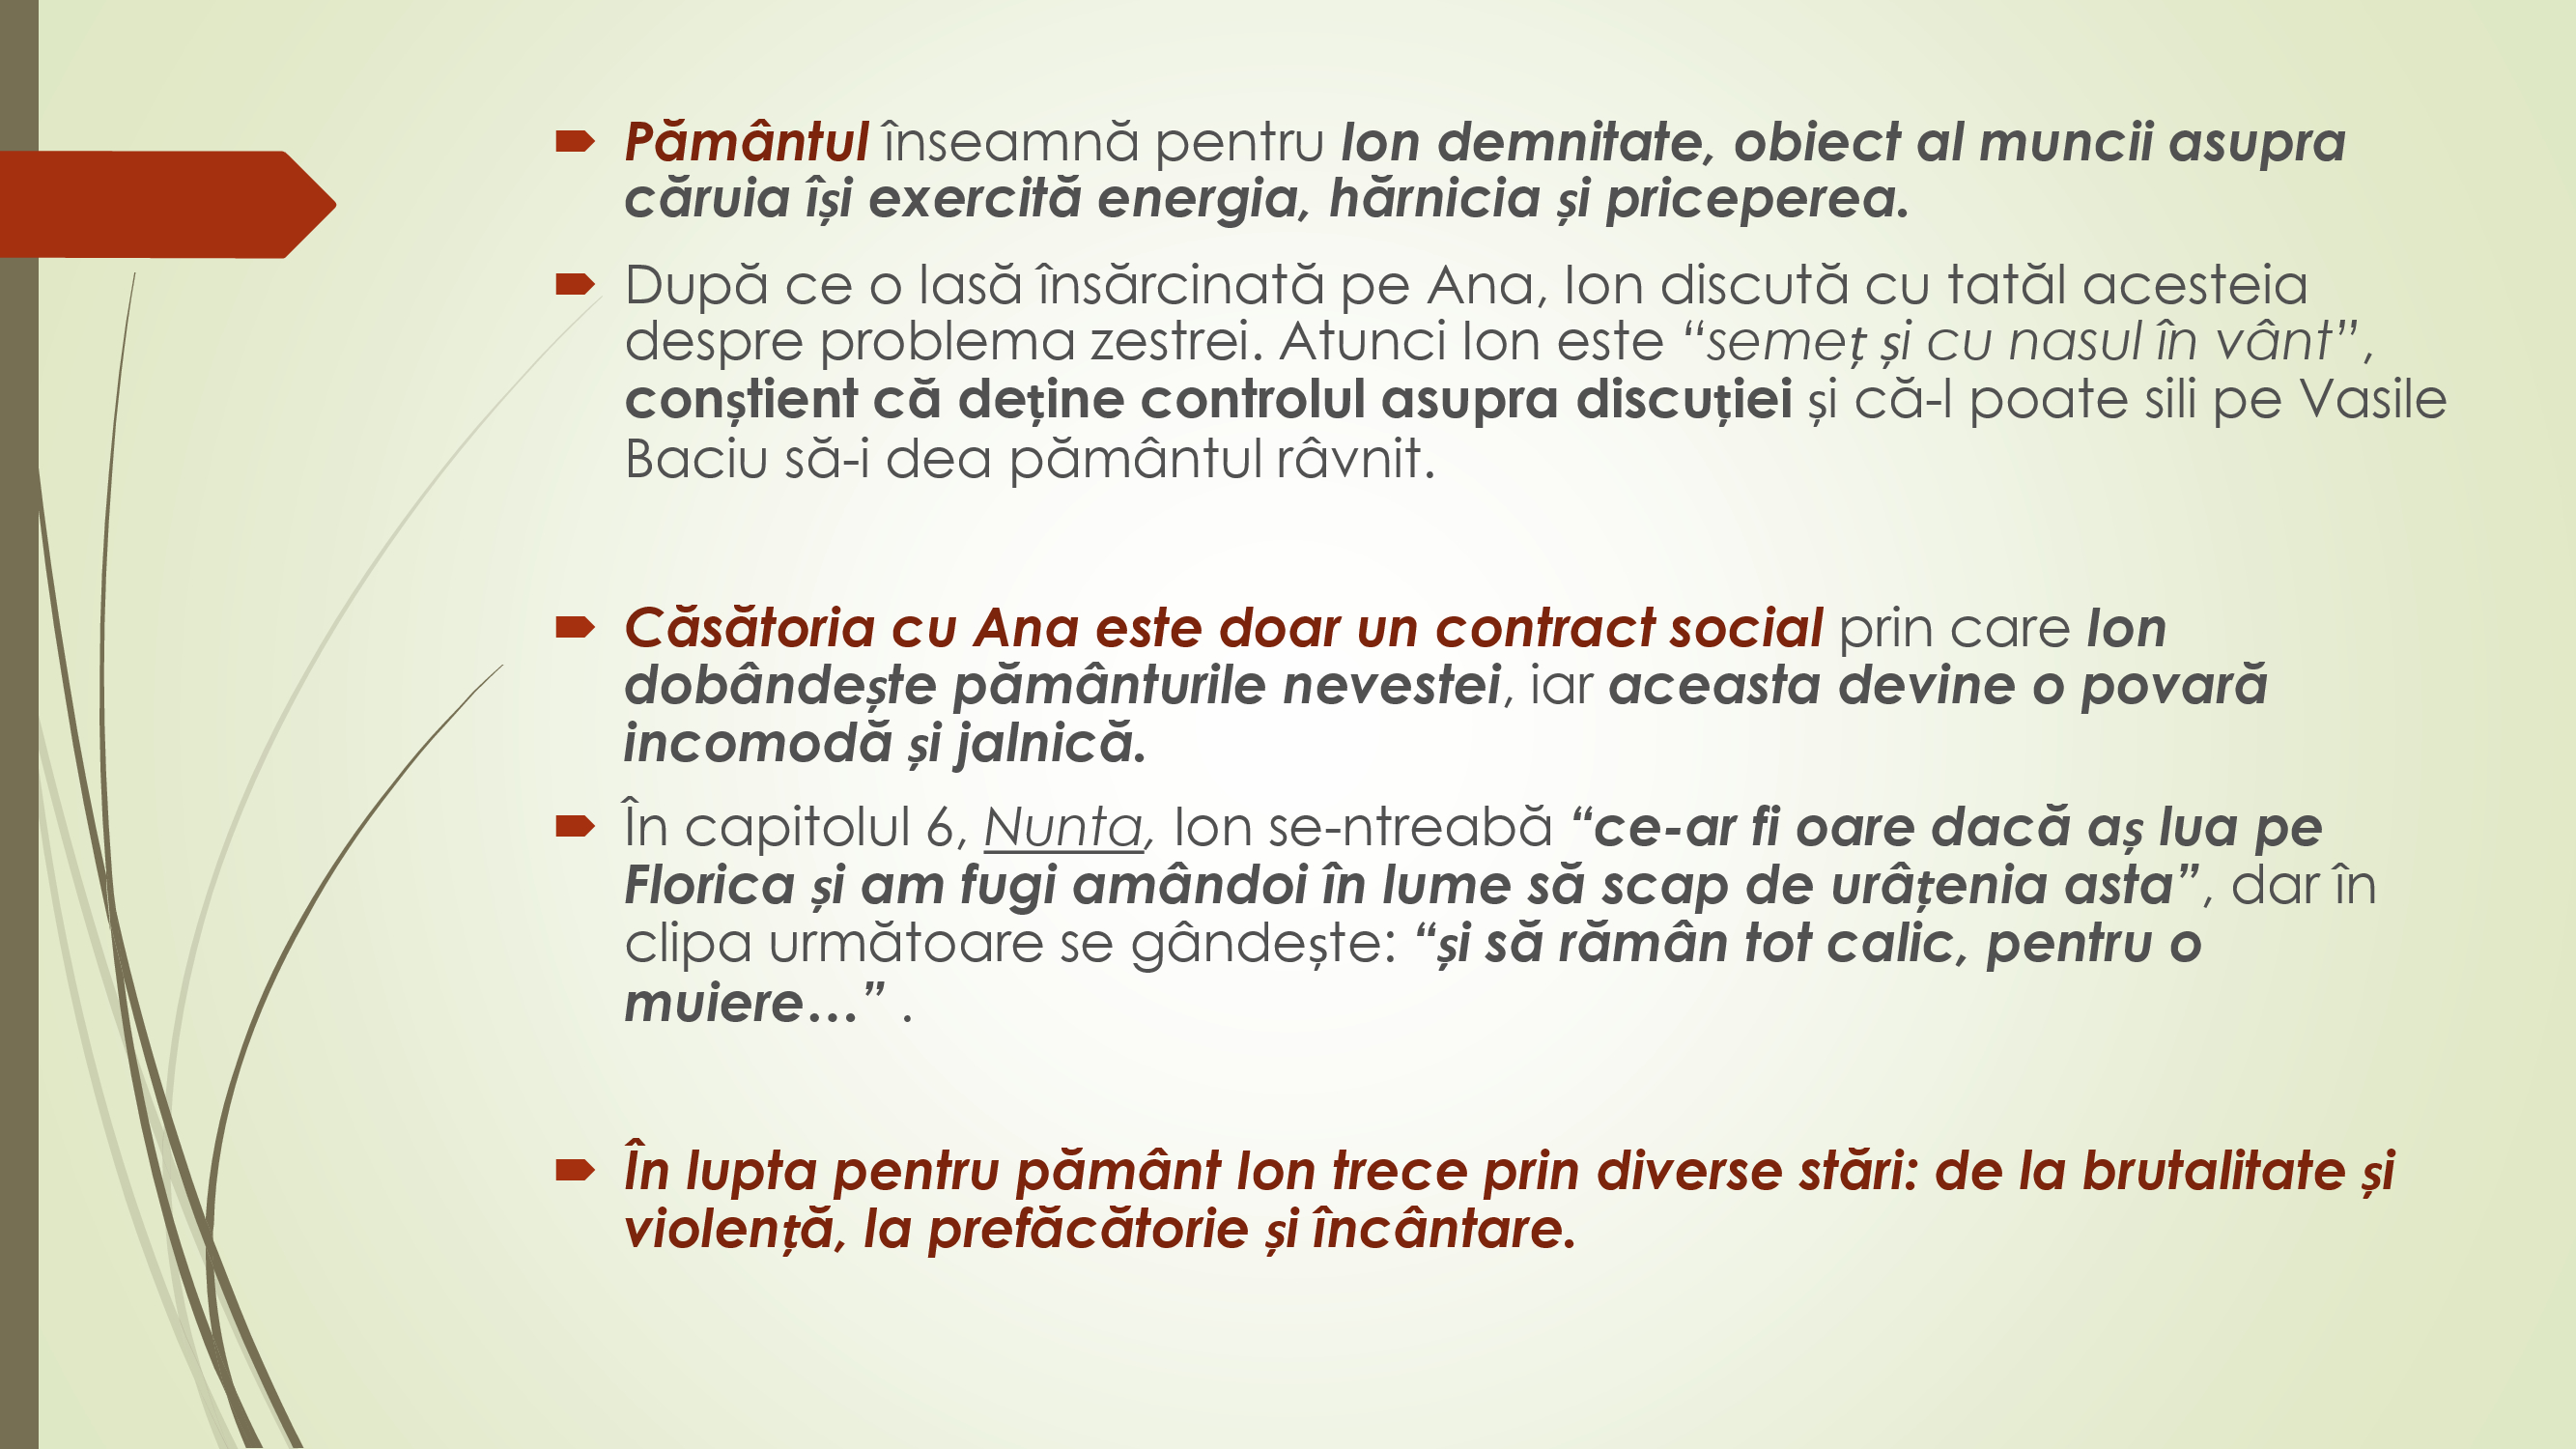 Pământul înseamnă pentru Ion demnitate, obiect al muncii asupra
căruia își exercită energia, hărnicia și priceperea.
După ce o lasă însărcinată pe Ana, Ion discută cu tatăl acesteia
despre problema zestrei. Atunci Ion este “semeț și cu nasul în vânt”,
conștient că deține controlul asupra discuției și că-l poate sili pe Vasile
Baciu să-i dea pământul râvnit.
Căsătoria cu Ana este doar un contract social prin care Ion
dobândește pământurile nevestei, iar aceasta devine o povară
incomodă și jalnică.
În capitolul 6, Nunta, Ion se-ntreabă “ce-ar fi oare dacă aș lua pe
Florica și am fugi amândoi în lume să scap de urâțenia asta”, dar în
clipa următoare se gândește: “și să rămân tot calic, pentru o
muiere...” .
În lupta pentru pământ Ion trece prin diverse stări: de la brutalitate și
violență, la prefăcătorie și încântare.